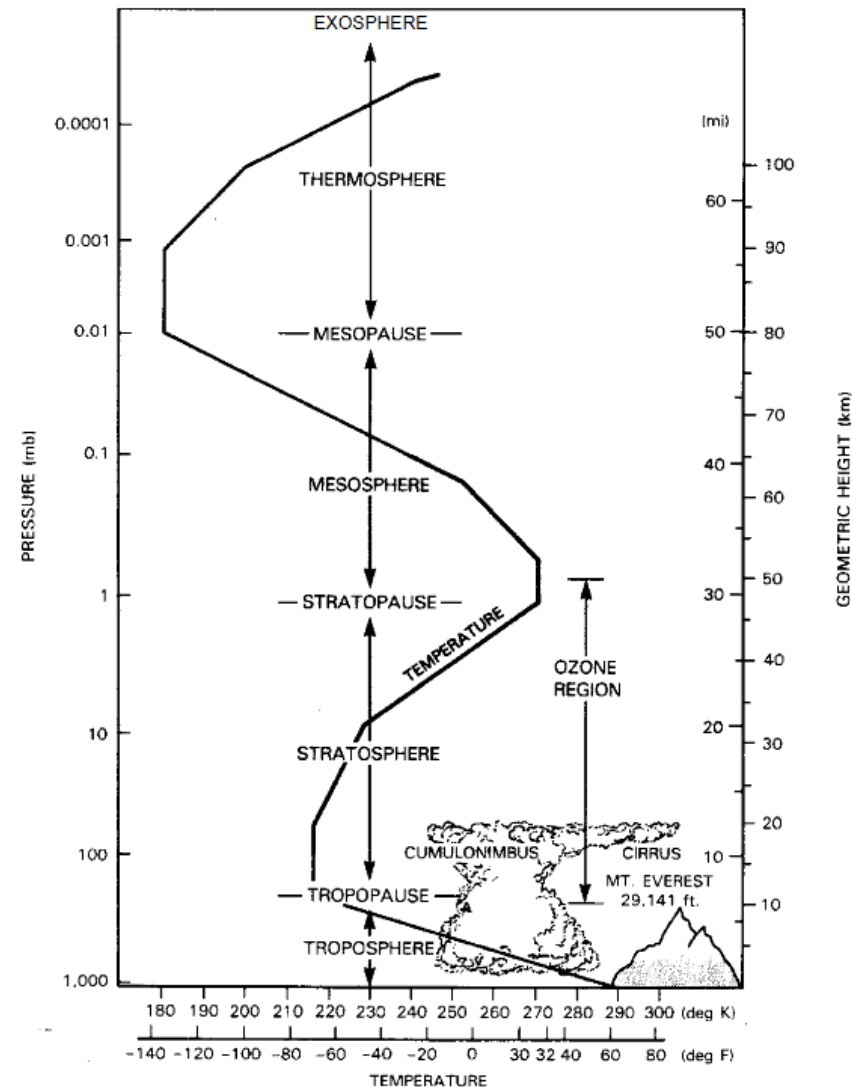 EXOSPHERE
0.0001
(mi)
THERMOSPHERE
100
60
0.001
90
0.01
MESOPAUSE
50
80
70
PRESSURE (mb)
0.1
MESOSPHERE
40
60
GEOMETRIC HEIGHT (km)
1
STRATOPAUSE
30
50
TEMPERATURE
OZONE
REGION
40
10
STRATOSPHERE
20
30
20
100
CUMULONIMBUS
CIRRUS
10
MT. EVEREST
29.141 ft.
TROPOPAUSE
10
TROPOSPHERE
1.000
180 190 200 210 220 230 240 250 260 270 280 290 300 (deg K)
-140 -120 -100 -80 -60 -40 -20 0 30 32 40 60 80 (deg F)
TEMPERATURE